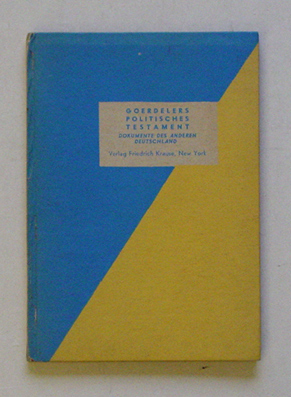 GOERDELERS
POLITISCHES
TESTAMENT
DOKUMENTE DES ANDEREN
DEUTSCHLAND
Verlag Friedrich Krause, New York